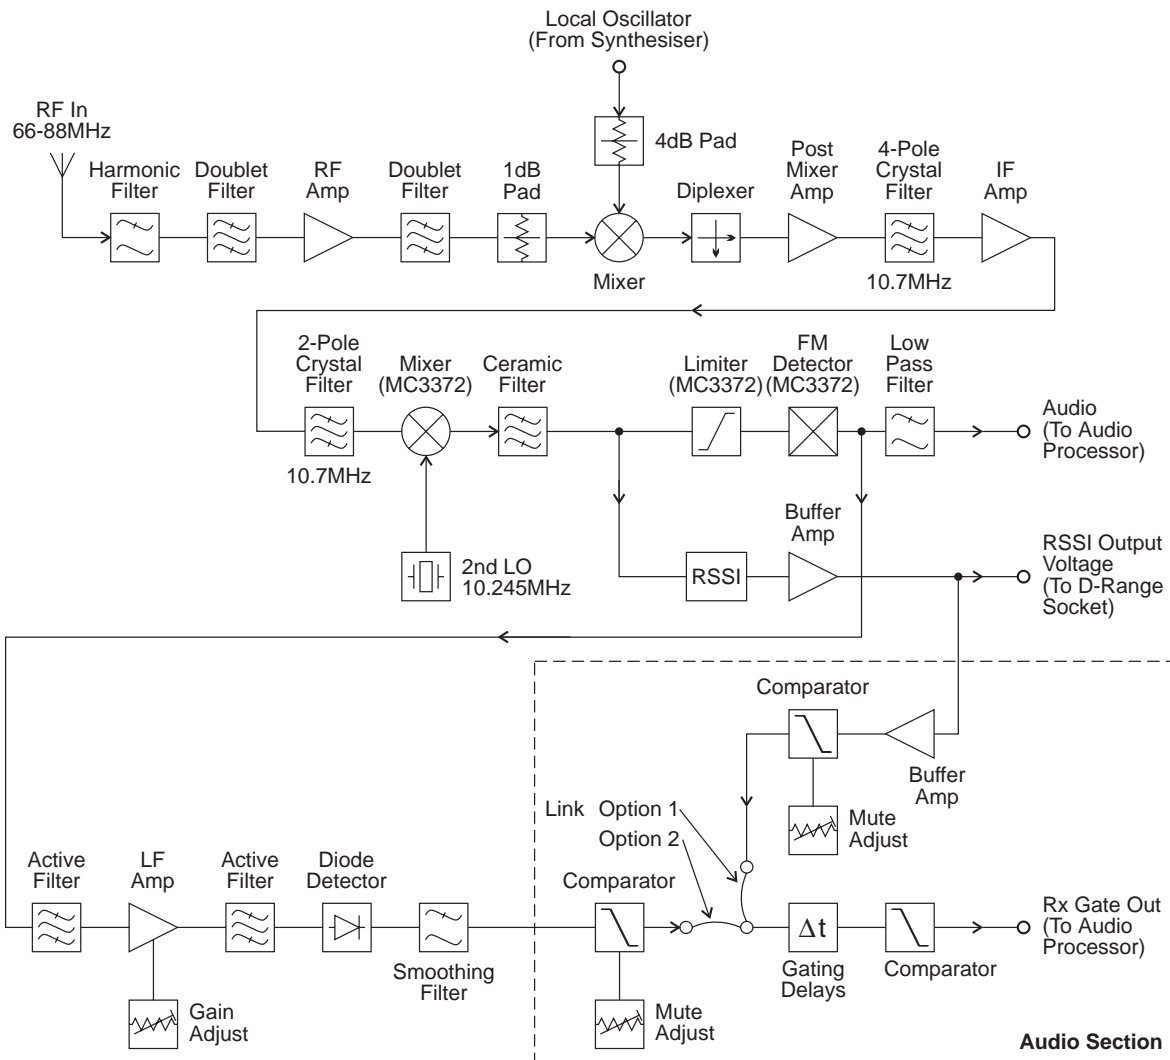 Local Oscillator
(From Synthesiser)
RF In
66-88MHz
4dB Pad
Harmonic
Filter
Doublet
Filter
RF
Amp
Doublet
Filter
1dB
Pad
Mixer
Diplexer
Post
Mixer
Amp
4-Pole
Crystal
Filter
10.7MHz
IF
Amp
2-Pole
Crystal
Filter
10.7MHz
Mixer
(MC3372)
Ceramic
Filter
Limiter
(MC3372)
FM
Detector
(MC3372)
Low
Pass
Filter
Audio
(To Audio
Processor)
2nd LO
10.245MHz
RSSI
Buffer
Amp
RSSI Output
Voltage
(To D-Range
Socket)
Comparator
Buffer
Amp
Mute
Adjust
Link Option 1
Option 2
Active
Filter
LF
Amp
Active
Filter
Diode
Detector
Smoothing
Filter
Comparator
Δt
Gating
Delays
Comparator
Rx Gate Out
(To Audio
Processor)
Gain
Adjust
Mute
Adjust
Audio Section